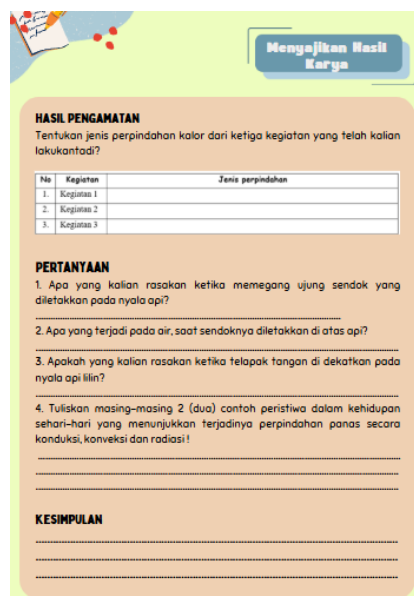 Menyajikan Hasil
Karya
HASIL PENGAMATAN
Tentukan jenis perpindahan kalor dari ketiga kegiatan yang telah kalian
lakukantadi?
No Kegiatan Jenis perpindahan
1. Kegiatan 1
2. Kegiatan 2
3. Kegiatan 3
PERTANYAAN
1. Apa yang kalian rasakan ketika memegang ujung sendok yang
diletakkan pada nyala api?
2. Apa yang terjadi pada air, saat sendoknya diletakkan di atas api?
3. Apakah yang kalian rasakan ketika telapak tangan di dekatkan pada
nyala api lilin?
4. Tuliskan masing-masing 2 (dua) contoh peristiwa dalam kehidupan
sehari-hari yang menunjukkan terjadinya perpindahan panas secara
konduksi, konveksi dan radiasi !
KESIMPULAN